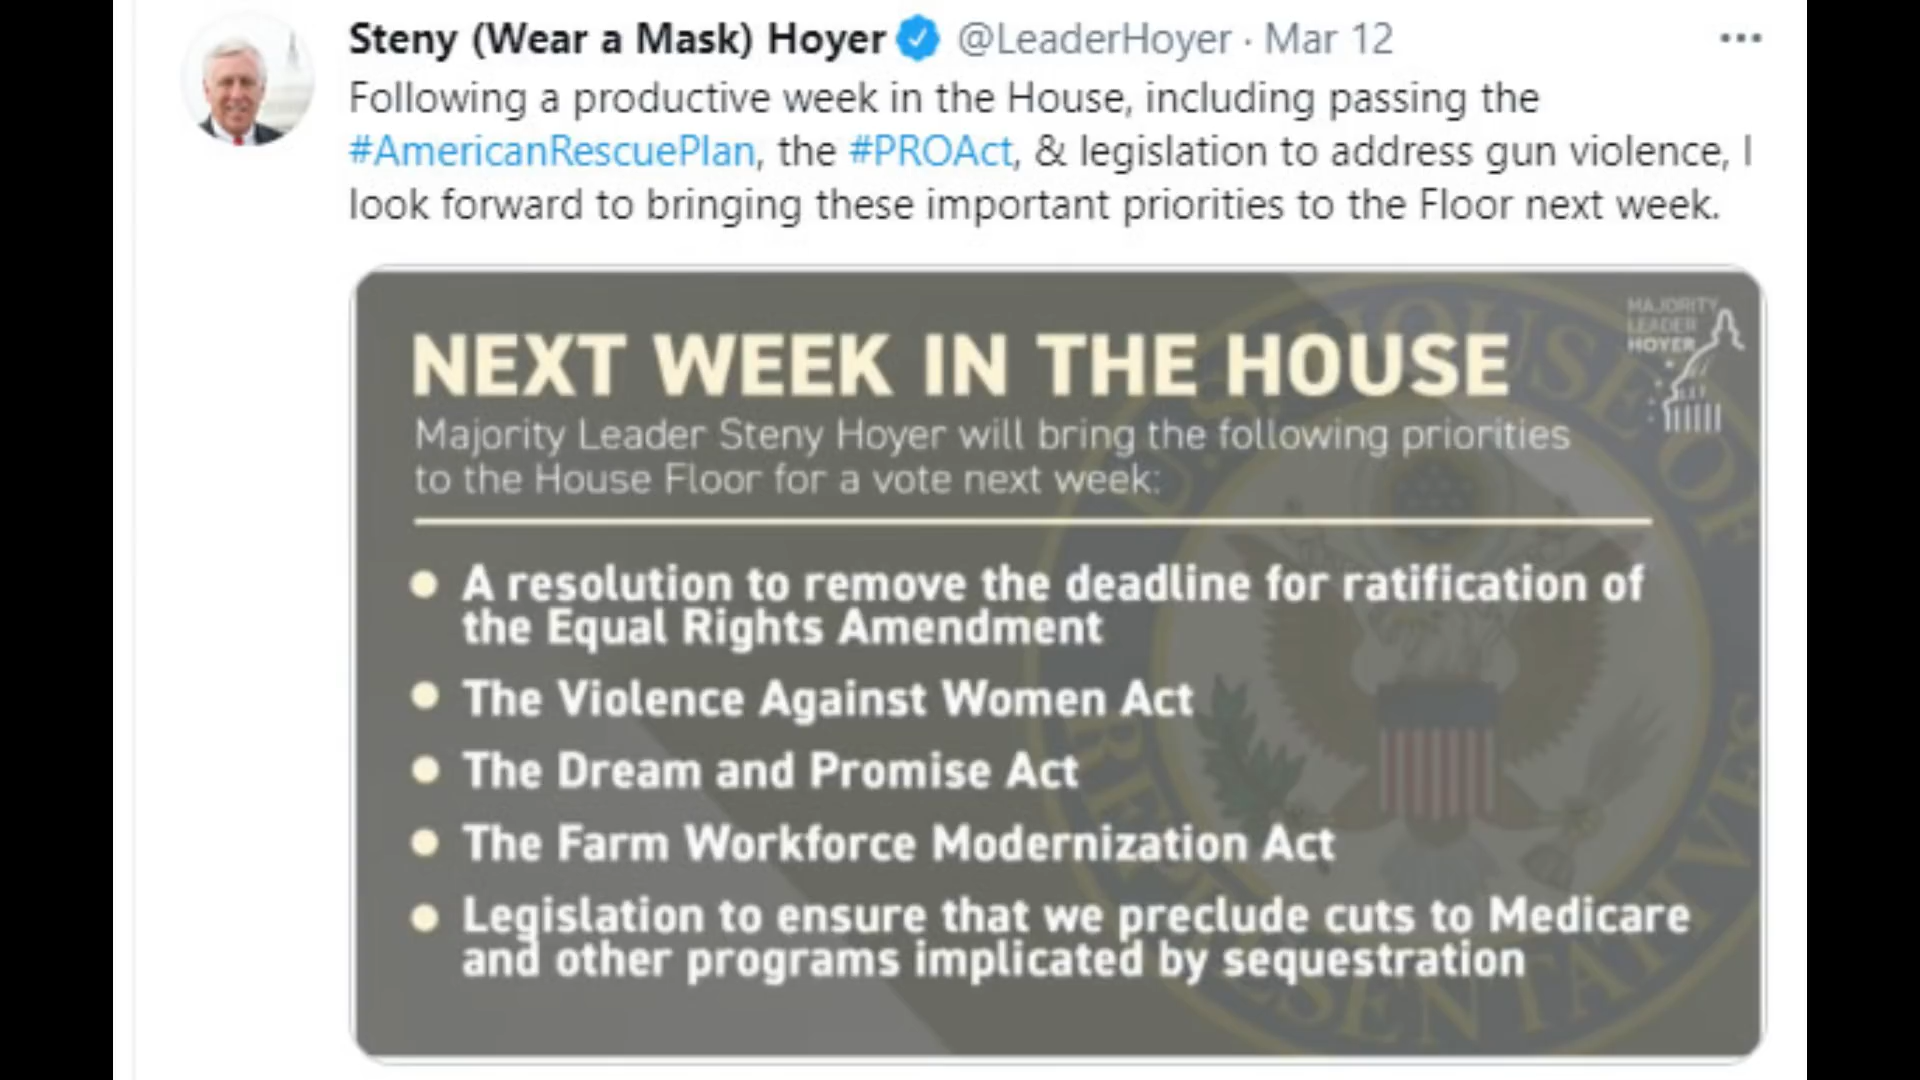 Steny (Wear a Mask) Hoyer @LeaderHoyer · Mar 12
Following a productive week in the House, including passing the
#AmericanRescuePlan, the #PROAct, & legislation to address gun violence, I
look forward to bringing these important priorities to the Floor next week.
MAJORITY
LEADER
HOYER
NEXT WEEK IN THE HOUSE
Majority Leader Steny Hoyer will bring the following priorities
to the House Floor for a vote next week:
A resolution to remove the deadline for ratification of
the Equal Rights Amendment
The Violence Against Women Act
The Dream and Promise Act
The Farm Workforce Modernization Act
Legislation to ensure that we preclude cuts to Medicare
and other programs implicated by sequestration
U.S. HOUSE OF
REPRESENTATIVES